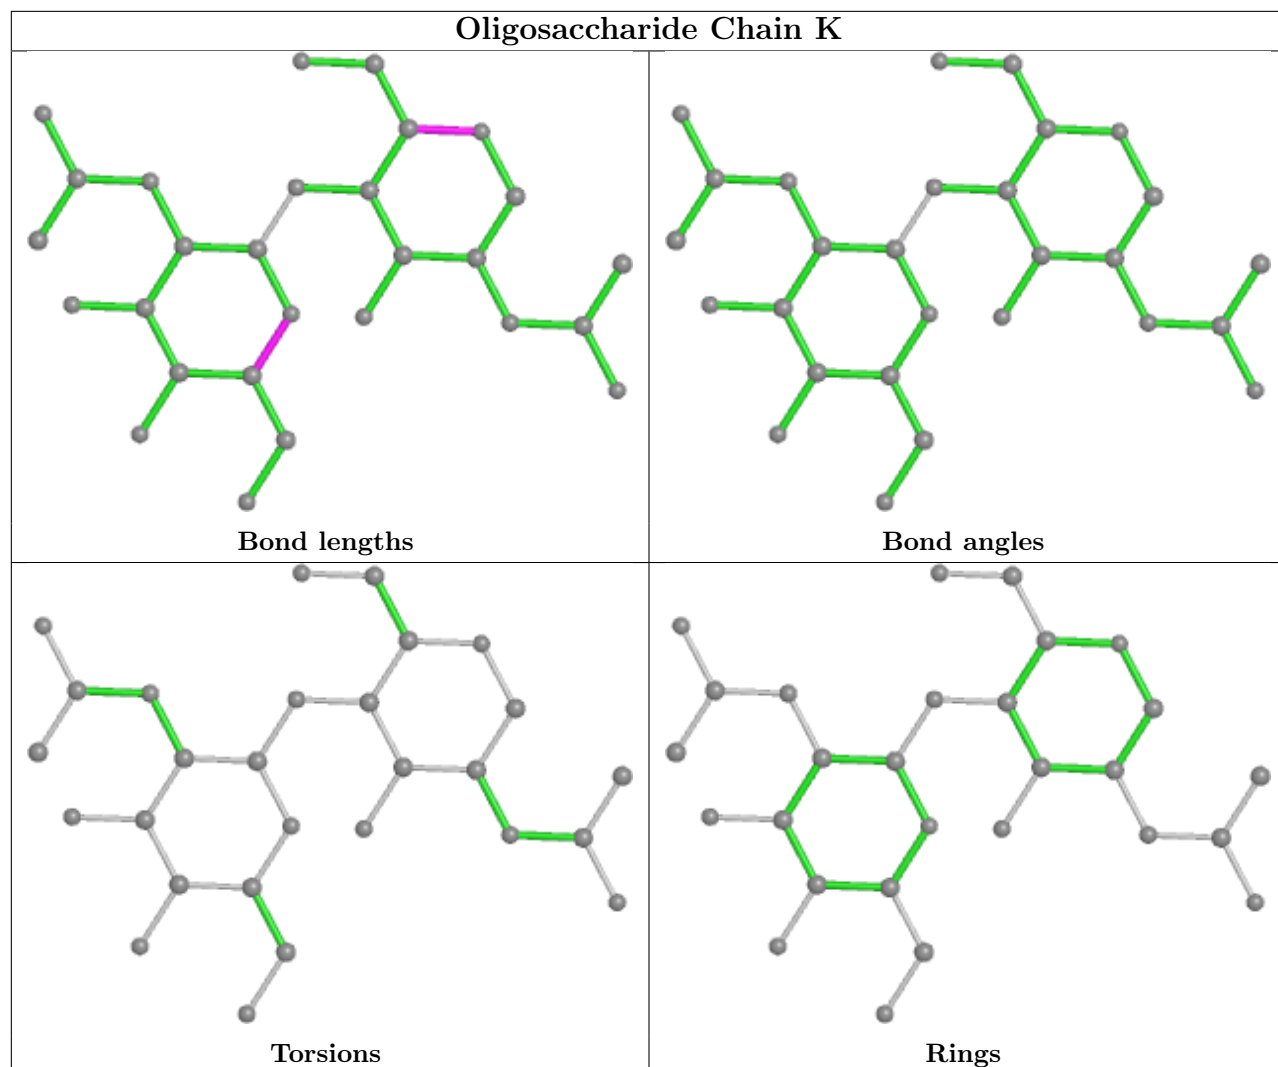 Oligosaccharide Chain K
Bond lengths
Bond angles
Torsions
Rings